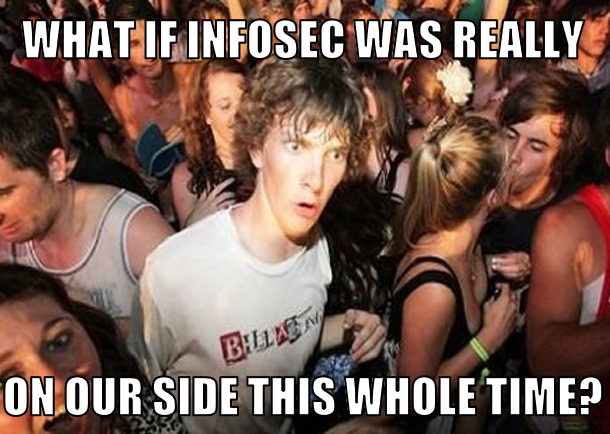 WHAT IF INFOSEC WAS REALLY
ON OUR SIDE THIS WHOLE TIME?